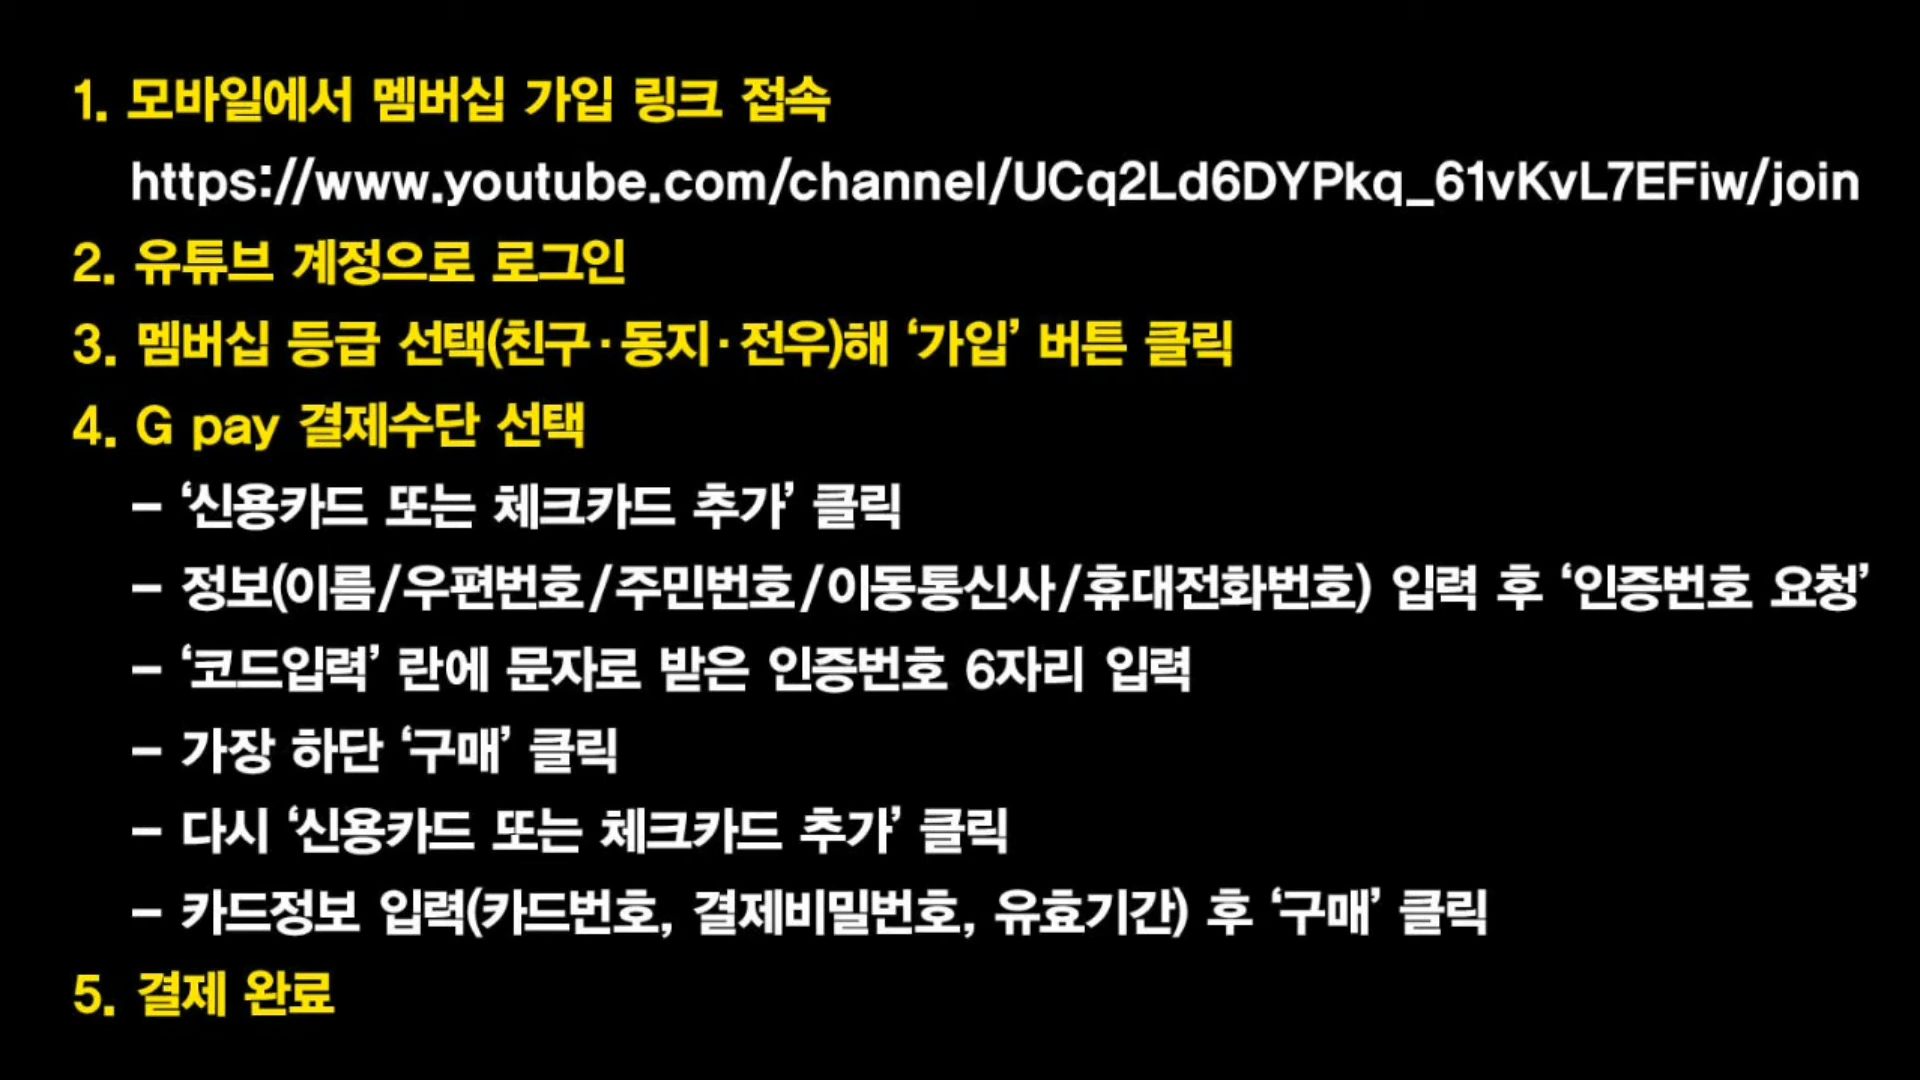 1. 모바일에서 멤버십 가입 링크 접속
https://www.youtube.com/channel/UCq2Ld6DYPkq_61vKvL7EFiw/join
2. 유튜브 계정으로 로그인
3. 멤버십 등급 선택(친구·동지·전우)해 ‘가입’ 버튼 클릭
4. G pay 결제수단 선택
– ‘신용카드 또는 체크카드 추가’ 클릭
– 정보(이름/우편번호/주민번호/이동통신사/휴대전화번호) 입력 후 ‘인증번호 요청’
– ‘코드입력’ 란에 문자로 받은 인증번호 6자리 입력
– 가장 하단 ‘구매’ 클릭
– 다시 ‘신용카드 또는 체크카드 추가’ 클릭
– 카드정보 입력(카드번호, 결제비밀번호, 유효기간) 후 ‘구매’ 클릭
5. 결제 완료